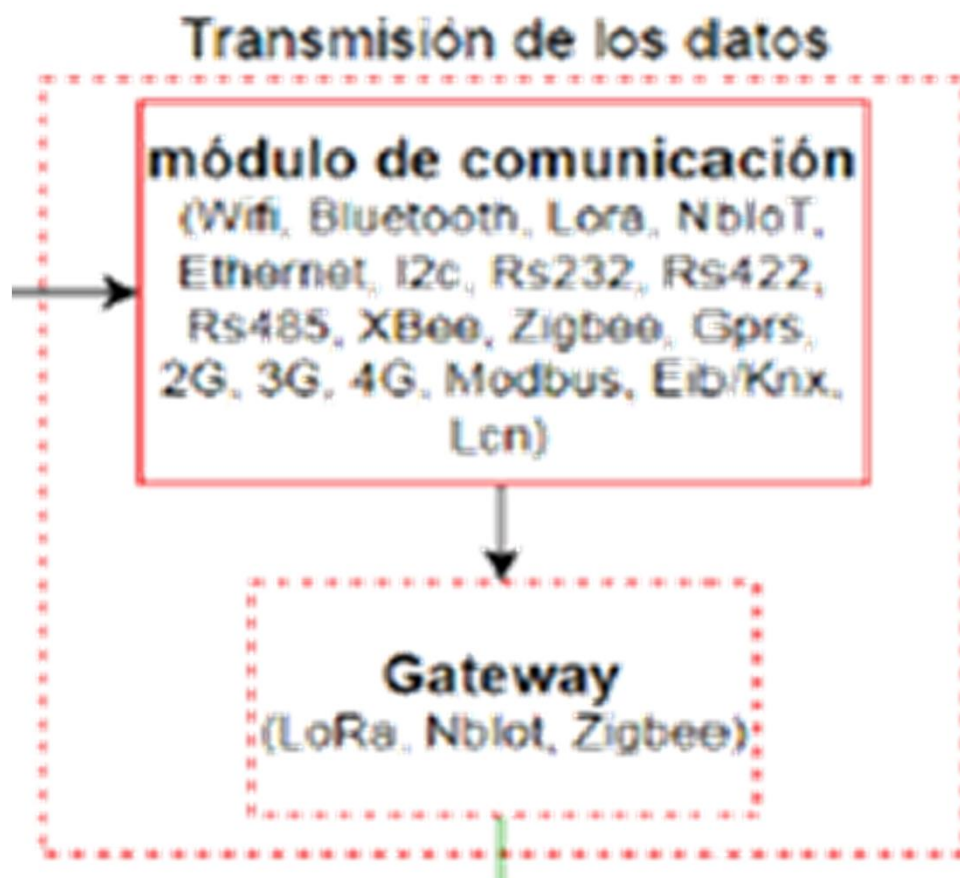 Transmisión de los datos
módulo de comunicación
(Wifi, Bluetooth, Lora, NbIoT,
Ethernet, I2c, Rs232, Rs422,
Rs485, XBee, Zigbee, Gprs,
2G, 3G, 4G, Modbus, Eib/Knx,
Lcn)
Gateway
(LoRa, NbIot, Zigbee)